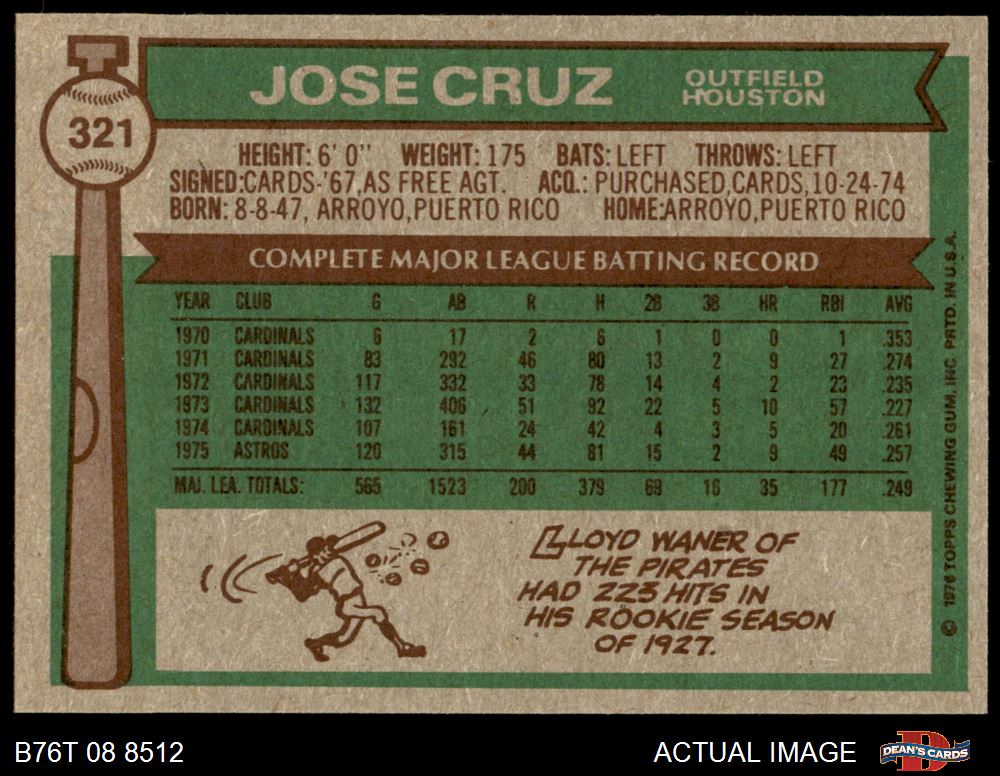 321
JOSE CRUZ OUTFIELD HOUSTON
HEIGHT: 6' 0" WEIGHT: 175 BATS: LEFT THROWS: LEFT
SIGNED: CARDS-'67, AS FREE AGT. ACQ.: PURCHASED, CARDS, 10-24-74
BORN: 8-8-47, ARROYO, PUERTO RICO HOME: ARROYO, PUERTO RICO
COMPLETE MAJOR LEAGUE BATTING RECORD
YEAR CLUB G AB R H 2B 3B HR RBI AVG
1970 CARDINALS 6 17 2 6 1 0 0 1 .353
1971 CARDINALS 83 292 46 80 13 2 9 27 .274
1972 CARDINALS 117 332 33 78 14 4 2 23 .235
1973 CARDINALS 132 406 51 92 22 5 10 57 .227
1974 CARDINALS 107 161 24 42 4 3 5 20 .261
1975 ASTROS 120 315 44 81 15 2 9 49 .257
MAJ. LEA. TOTALS: 565 1523 200 379 69 16 35 177 .249
LLOYD WANER OF
THE PIRATES
HAD 223 HITS IN
HIS ROOKIE SEASON
OF 1927.
© 1976 TOPPS CHEWING GUM, INC. PRTD. IN U.S.A.
B76T 08 8512 ACTUAL IMAGE DEAN'S CARDS